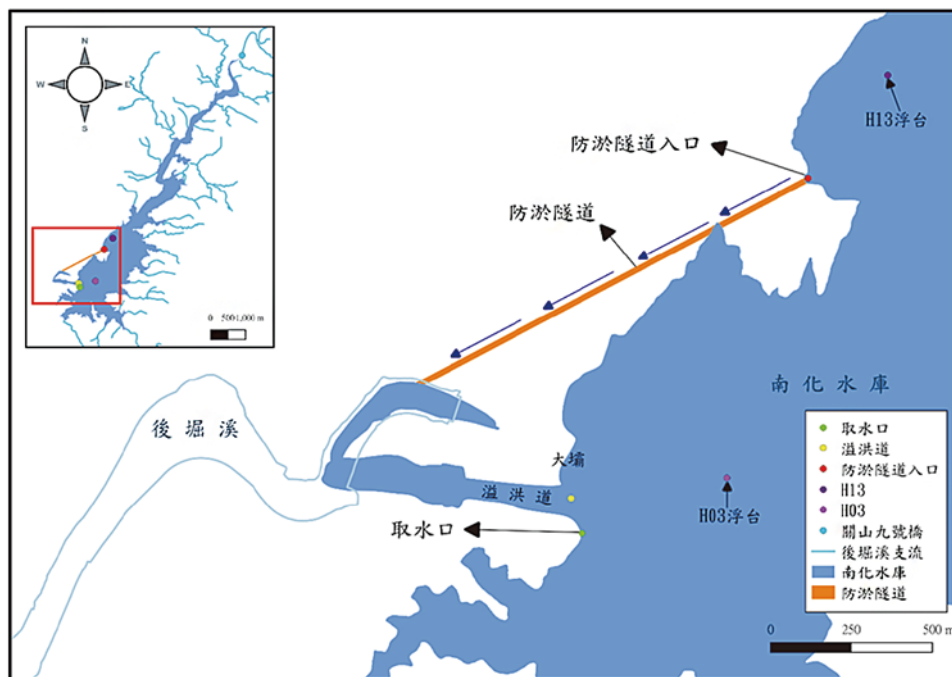 N
W
E
S
0 500 1,000 m
H13浮台
防淤隧道入口
防淤隧道
南化水庫
後堀溪
大壩
溢洪道
取水口
H03浮台
取水口
溢洪道
防淤隧道入口
H13
H03
關山九號橋
後堀溪支流
南化水庫
防淤隧道
0 250 500 m